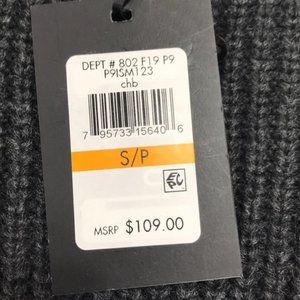 DEPT # 802 F19 P9
P9ISM123
chb
7 95733 15640 6
S/P
MSRP $109.00